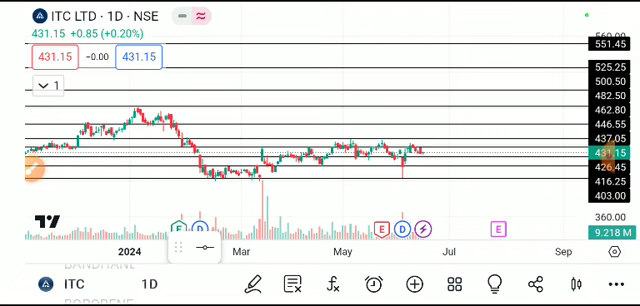 ITC LTD · 1D · NSE
431.15 +0.85 (+0.20%)
431.15 −0.00 431.15
1
560.00
551.45
525.25
500.50
482.50
462.80
446.55
437.05
431.15
426.45
416.25
403.00
360.00
9.218 M
E D E D E
2024 Mar May Jul Sep
ITC 1D